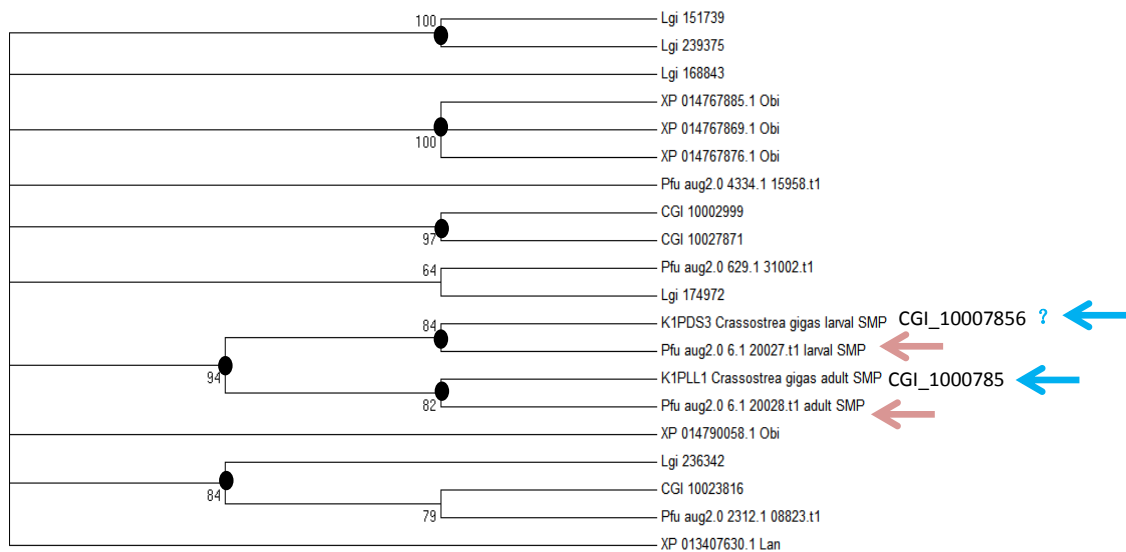 100
Lgi 151739
Lgi 239375
Lgi 168843
XP 014767885.1 Obi
XP 014767869.1 Obi
100
XP 014767876.1 Obi
Pfu aug2.0 4334.1 15958.t1
CGI 10002999
97
CGI 10027871
64
Pfu aug2.0 629.1 31002.t1
Lgi 174972
84
K1PDS3 Crassostrea gigas larval SMP CGI_10007856 ?
Pfu aug2.0 6.1 20027.t1 larval SMP
94
K1PLL1 Crassostrea gigas adult SMP CGI_1000785
82
Pfu aug2.0 6.1 20028.t1 adult SMP
XP 014790058.1 Obi
Lgi 236342
84
CGI 10023816
79
Pfu aug2.0 2312.1 08823.t1
XP 013407630.1 Lan